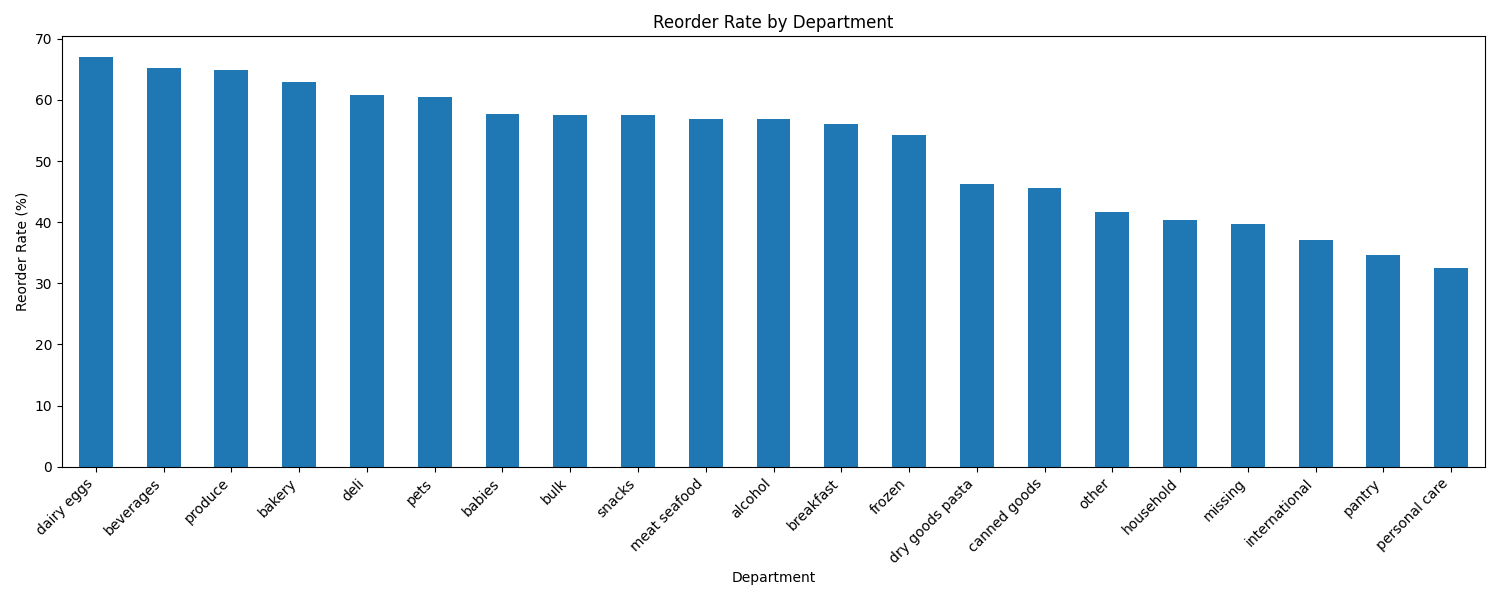 Reorder Rate by Department
70
60
50
40
30
20
10
0
Reorder Rate (%)
dairy eggs
beverages
produce
bakery
deli
pets
babies
bulk
snacks
meat seafood
alcohol
breakfast
frozen
dry goods pasta
canned goods
other
household
missing
international
pantry
personal care
Department